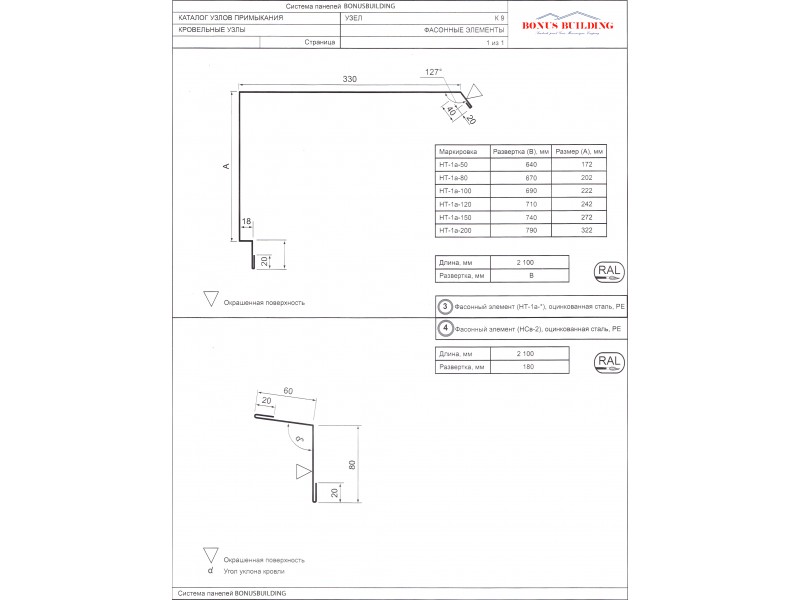 Система панелей BONUSBUILDING
КАТАЛОГ УЗЛОВ ПРИМЫКАНИЯ УЗЕЛ К 9
КРОВЕЛЬНЫЕ УЗЛЫ ФАСОННЫЕ ЭЛЕМЕНТЫ
Страница 1 из 1
BONUS BUILDING
330
127°
40
20
A
18
20
Маркировка Развертка (В), мм Размер (А), мм
НТ-1а-50 640 172
НТ-1а-80 670 202
НТ-1а-100 690 222
НТ-1а-120 710 242
НТ-1а-150 740 272
НТ-1а-200 790 322
Длина, мм 2 100
Развертка, мм В
RAL
Окрашенная поверхность
3 Фасонный элемент (НТ-1а-*), оцинкованная сталь, РЕ
4 Фасонный элемент (НСв-2), оцинкованная сталь, РЕ
Длина, мм 2 100
Развертка, мм 180
RAL
60
20
d
80
20
Окрашенная поверхность
d Угол уклона кровли
Система панелей BONUSBUILDING